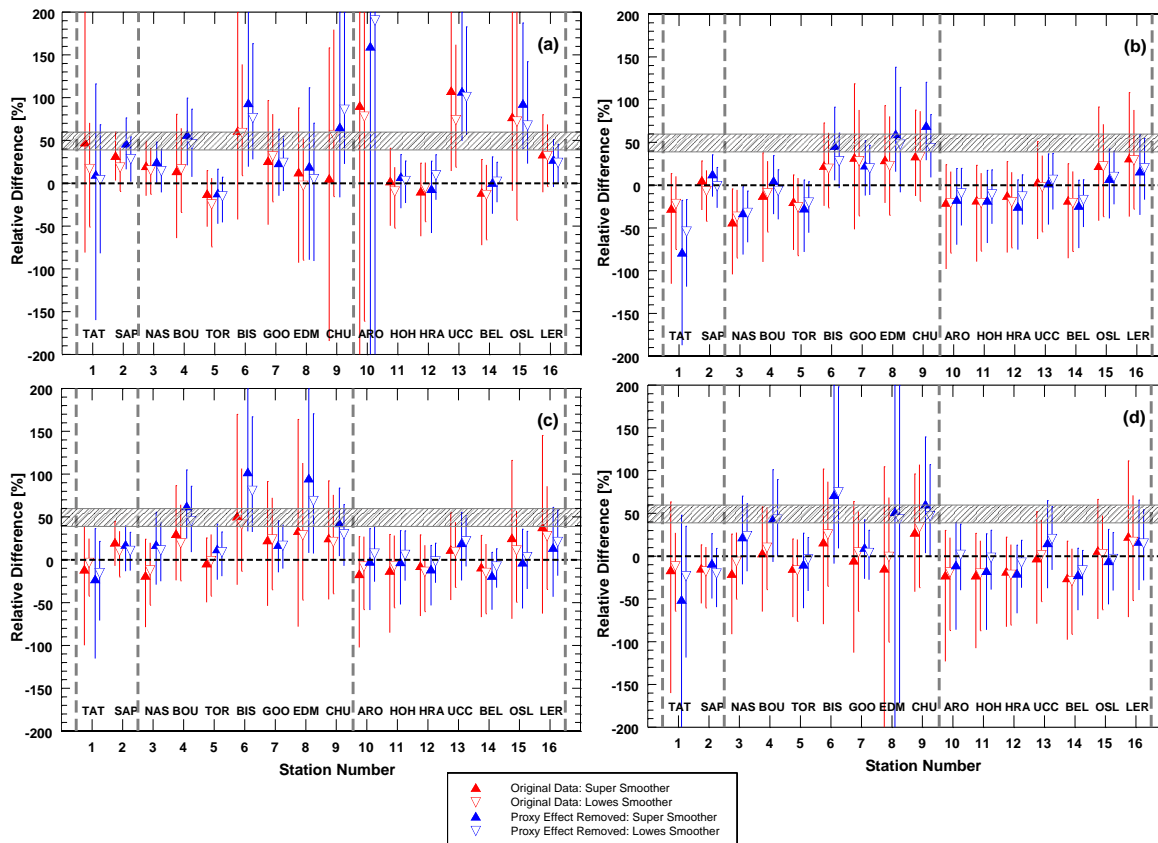 200
150
100
50
0
-50
-100
-150
-200
Relative Difference [%]
(a)
TAT SAP NAS BOU TOR BIS GOO EDM CHU ARO HOH HRA UCC BEL OSL LER
1 2 3 4 5 6 7 8 9 10 11 12 13 14 15 16
200
150
100
50
0
-50
-100
-150
-200
Relative Difference [%]
(b)
TAT SAP NAS BOU TOR BIS GOO EDM CHU ARO HOH HRA UCC BEL OSL LER
1 2 3 4 5 6 7 8 9 10 11 12 13 14 15 16
200
150
100
50
0
-50
-100
-150
-200
Relative Difference [%]
(c)
TAT SAP NAS BOU TOR BIS GOO EDM CHU ARO HOH HRA UCC BEL OSL LER
1 2 3 4 5 6 7 8 9 10 11 12 13 14 15 16
Station Number
200
150
100
50
0
-50
-100
-150
-200
Relative Difference [%]
(d)
TAT SAP NAS BOU TOR BIS GOO EDM CHU ARO HOH HRA UCC BEL OSL LER
1 2 3 4 5 6 7 8 9 10 11 12 13 14 15 16
Station Number
Original Data: Super Smoother
Original Data: Lowes Smoother
Proxy Effect Removed: Super Smoother
Proxy Effect Removed: Lowes Smoother